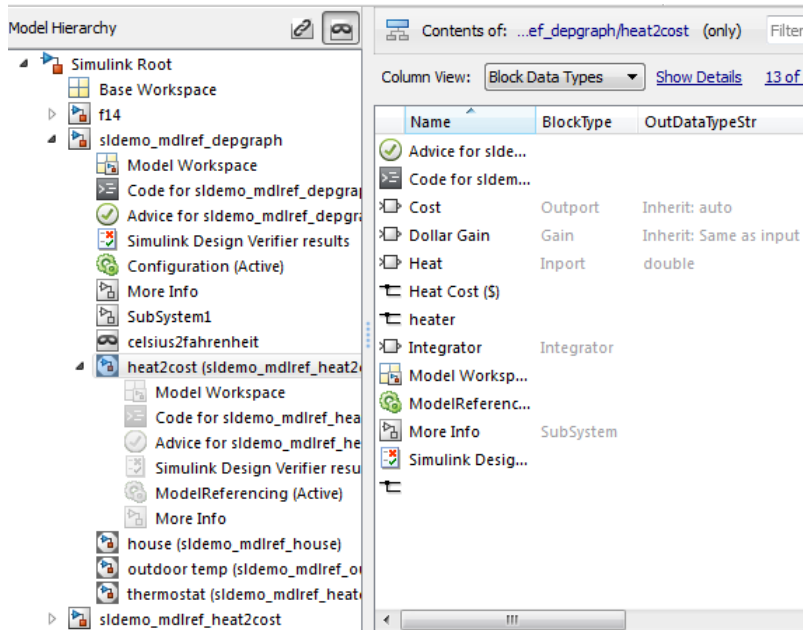 Model Hierarchy
Simulink Root
Base Workspace
f14
sldemo_mdlref_depgraph
Model Workspace
Code for sldemo_mdlref_depgra
Advice for sldemo_mdlref_depgra
Simulink Design Verifier results
Configuration (Active)
More Info
SubSystem1
celsius2fahrenheit
heat2cost (sldemo_mdlref_heat2c
Model Workspace
Code for sldemo_mdlref_hea
Advice for sldemo_mdlref_he
Simulink Design Verifier resu
ModelReferencing (Active)
More Info
house (sldemo_mdlref_house)
outdoor temp (sldemo_mdlref_ou
thermostat (sldemo_mdlref_heate
sldemo_mdlref_heat2cost
Contents of: ...ef_depgraph/heat2cost (only) Filter
Column View: Block Data Types Show Details 13 of
Name BlockType OutDataTypeStr
Advice for slde...
Code for sldem...
Cost Outport Inherit: auto
Dollar Gain Gain Inherit: Same as input
Heat Inport double
Heat Cost ($)
heater
Integrator Integrator
Model Worksp...
ModelReferenc...
More Info SubSystem
Simulink Desig...